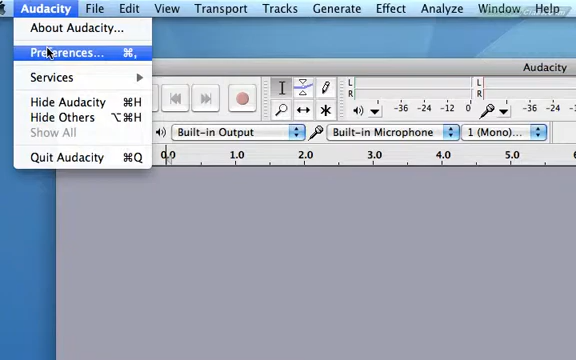 Audacity File Edit View Transport Tracks Generate Effect Analyze Window Help
About Audacity...
Preferences... ⌘,
Audacity
Services
L
R
L
R
Hide Audacity ⌘H
Hide Others ⌥⌘H
-36 -24 -12 0
-36 -24 -12
Show All
Built-in Output Built-in Microphone 1 (Mono)...
Quit Audacity ⌘Q
0.0 1.0 2.0 3.0 4.0 5.0